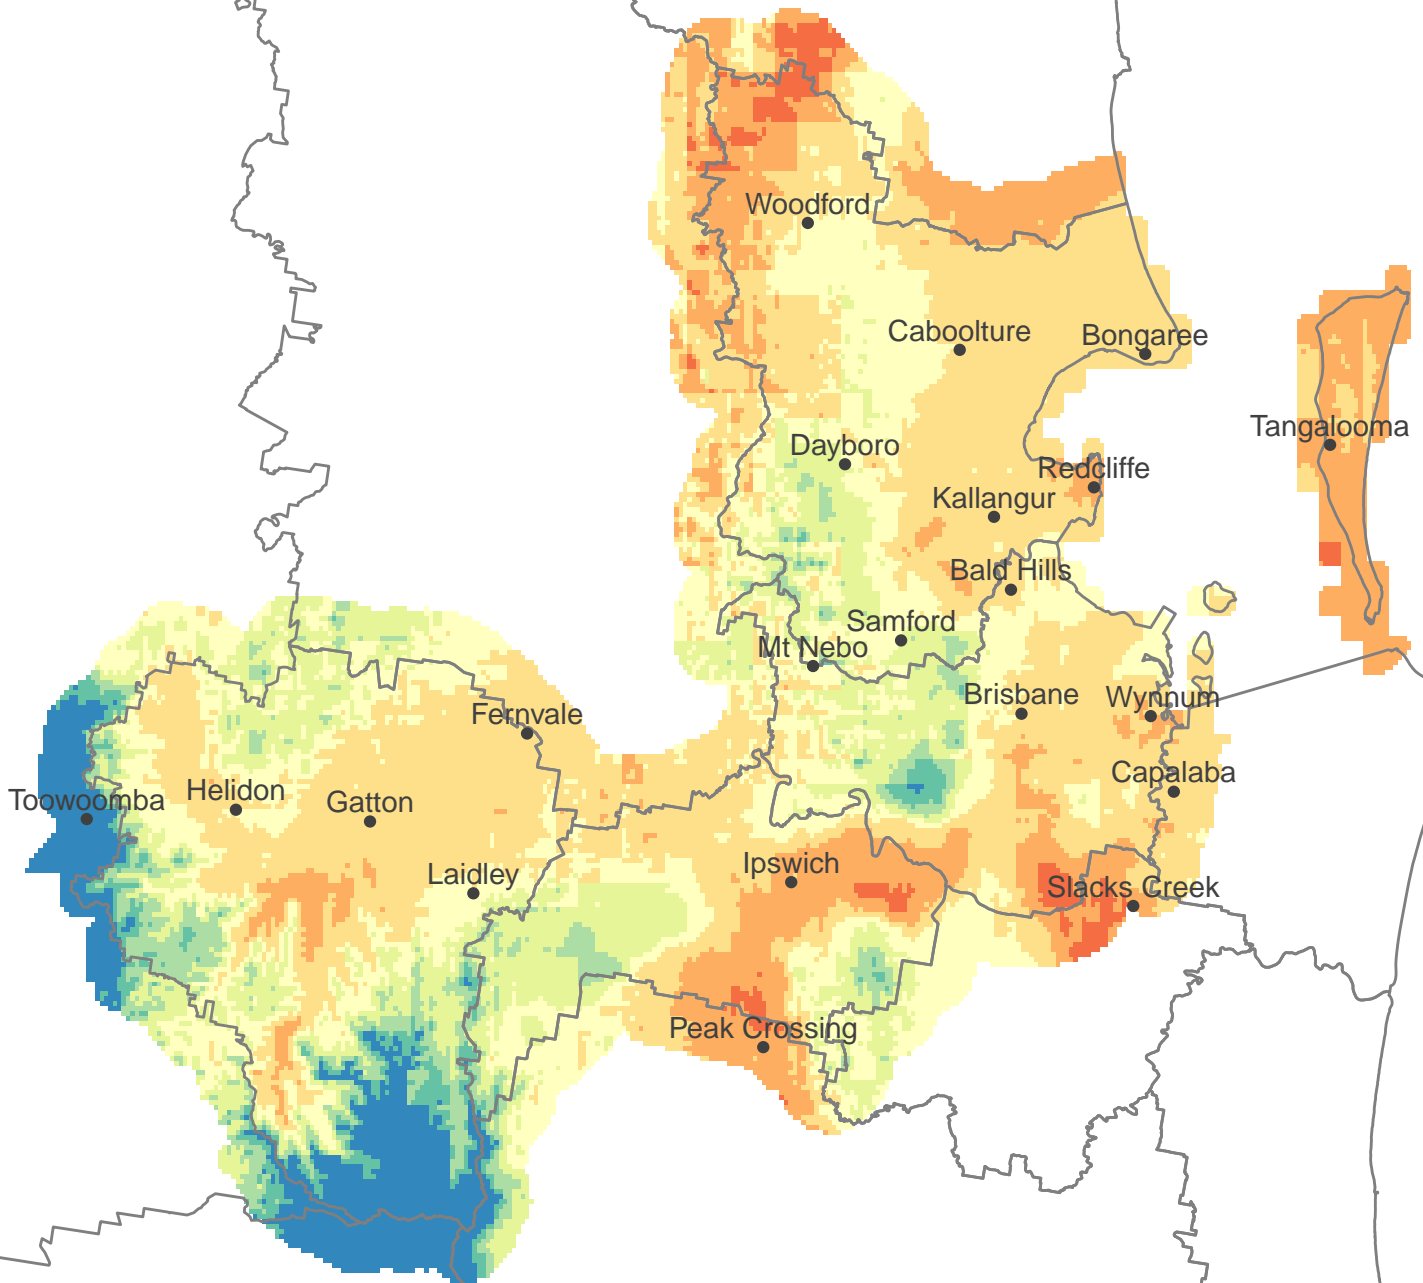 Woodford
Caboolture
Bongaree
Tangalooma
Dayboro
Redcliffe
Kallangur
Bald Hills
Samford
Mt Nebo
Brisbane
Wynnum
Fernvale
Capalaba
Toowoomba
Helidon
Gatton
Ipswich
Laidley
Slacks Creek
Peak Crossing